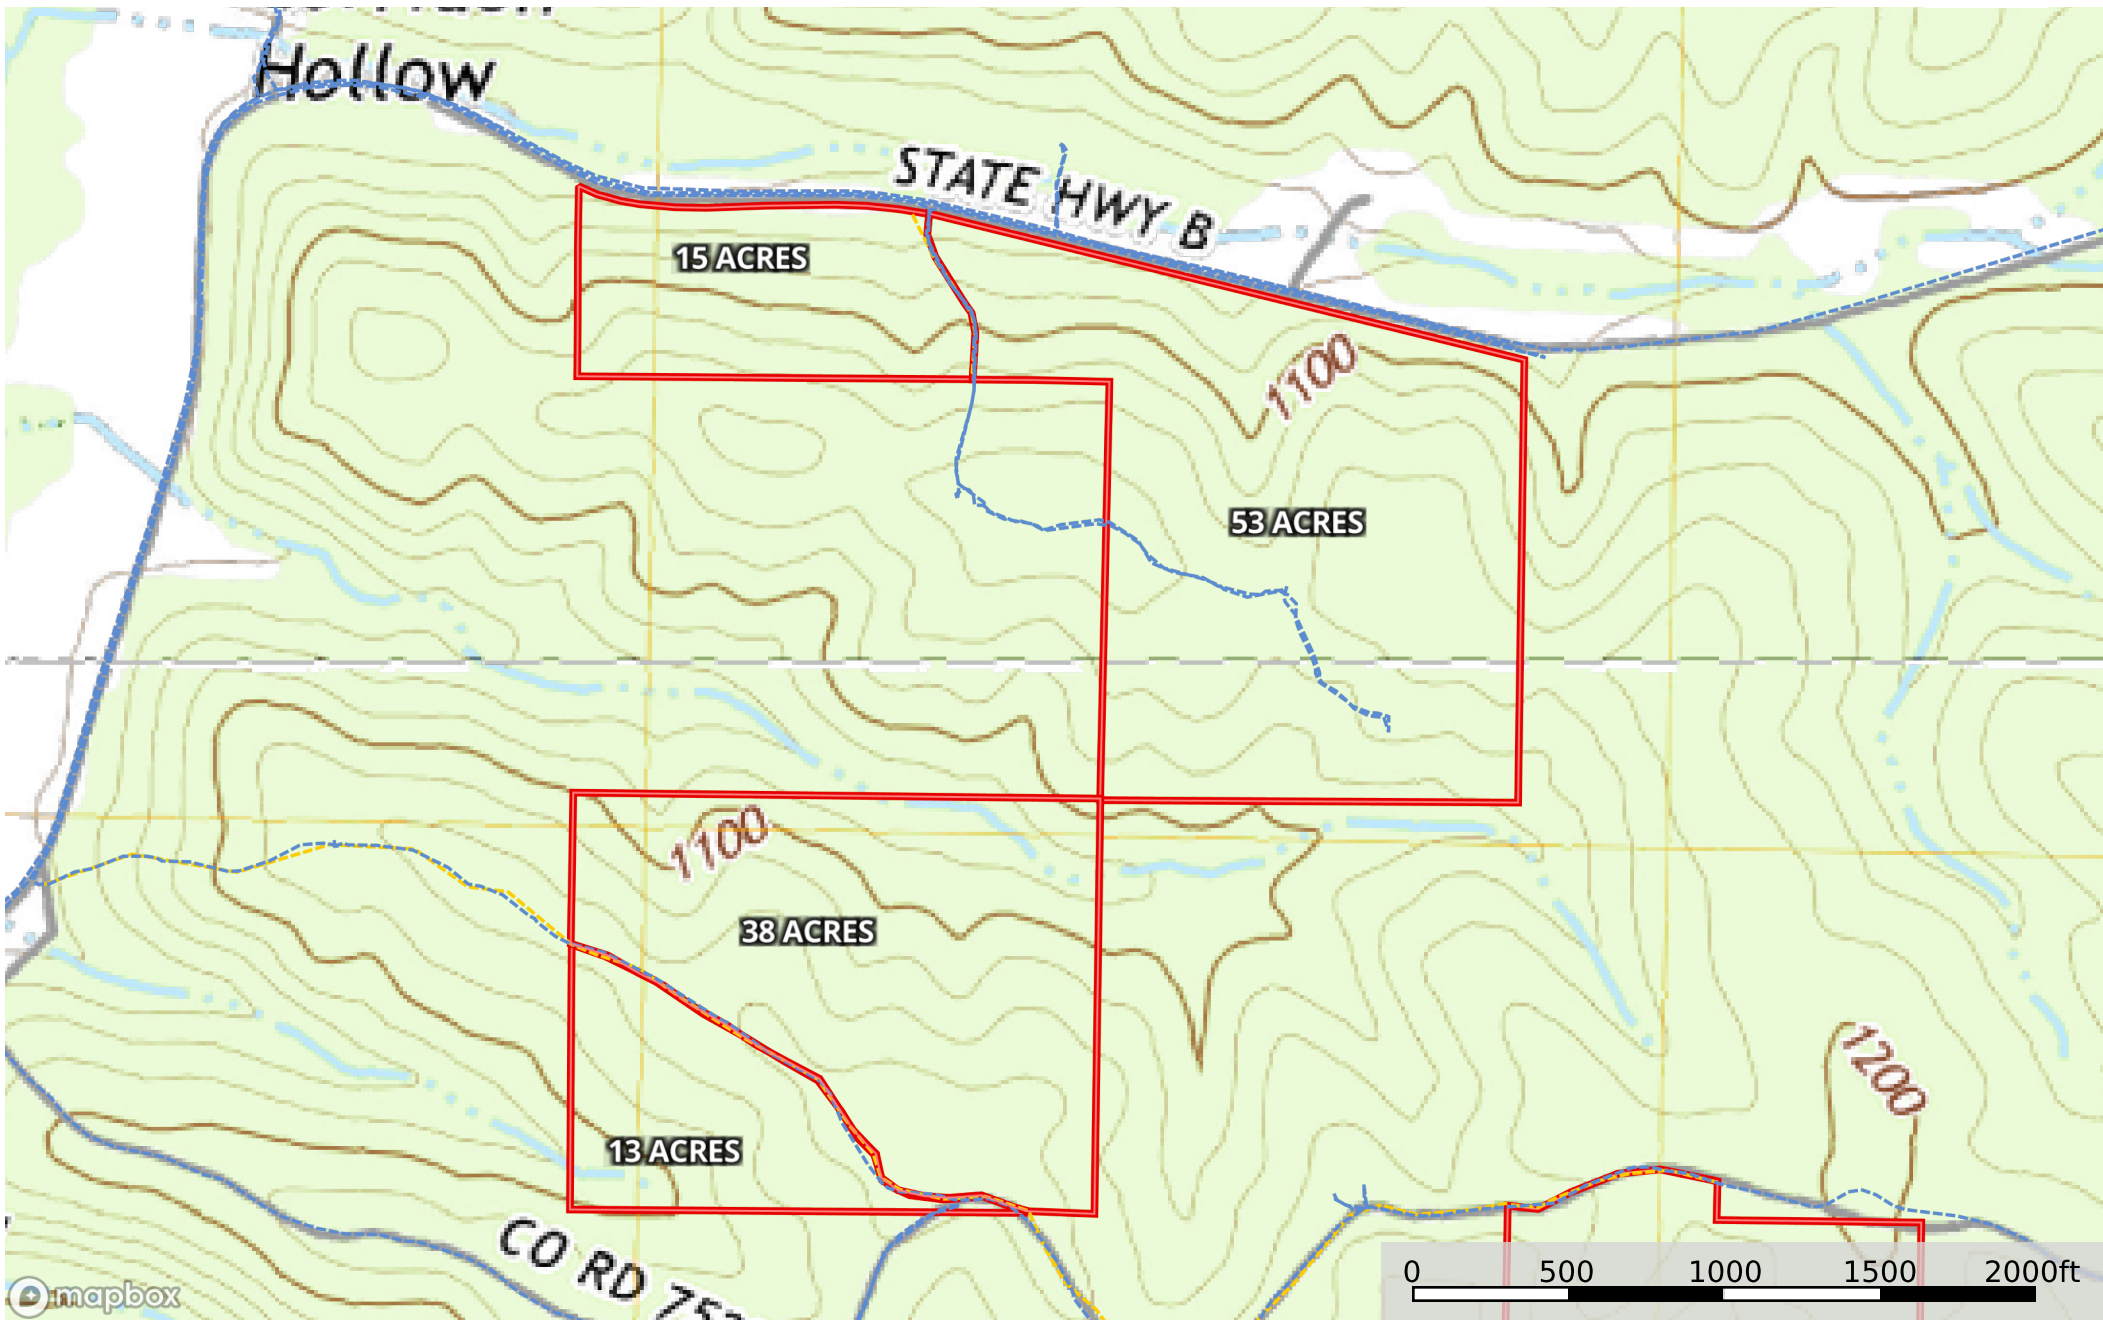 Hollow
STATE HWY B
15 ACRES
1100
53 ACRES
1100
38 ACRES
1200
13 ACRES
CO RD
0 500 1000 1500 2000ft
mapbox